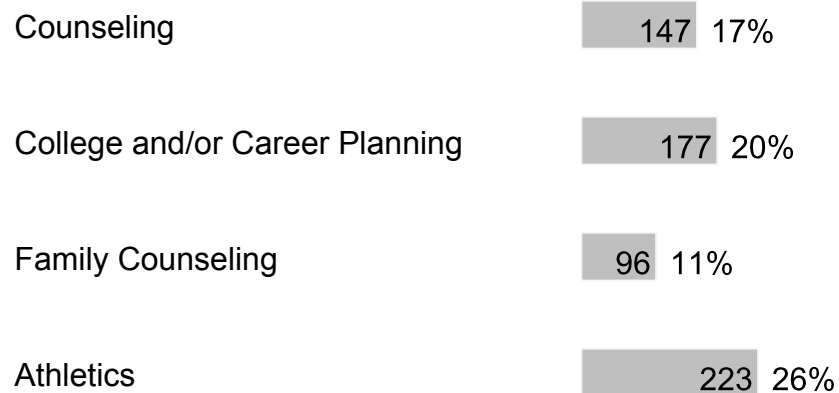 Counseling 147 17%
College and/or Career Planning 177 20%
Family Counseling 96 11%
Athletics 223 26%